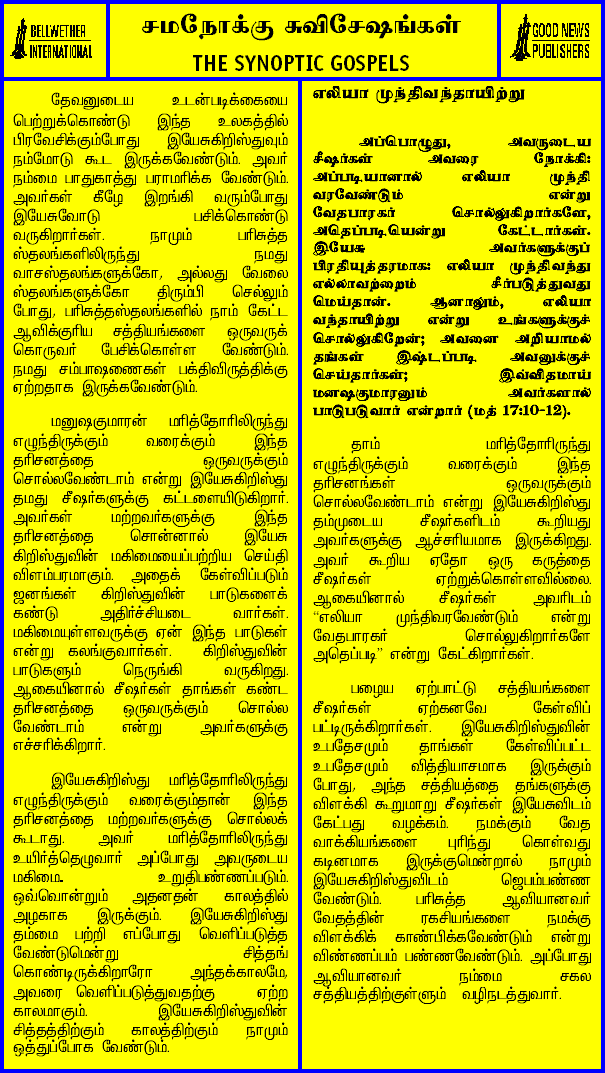 BELLWETHER
INTERNATIONAL
சமநோக்கு சுவிசேஷங்கள்
THE SYNOPTIC GOSPELS
GOOD NEWS
PUBLISHERS
தேவனுடைய உடன்படிக்கையை
பெற்றுக்கொண்டு இந்த உலகத்தில்
பிரவேசிக்கும்போது இயேசுகிறிஸ்துவும்
நம்மோடு கூட இருக்கவேண்டும். அவர்
நம்மை பாதுகாத்து பராமரிக்க வேண்டும்.
அவர்கள் கீழே இறங்கி வரும்போது
இயேசுவோடு பசிக்கொண்டு
வருகிறார்கள். நாமும் பரிசுத்த
ஸ்தலங்களிலிருந்து நமது
வாசஸ்தலங்களுக்கோ, அல்லது வேலை
ஸ்தலங்களுக்கோ திரும்பி செல்லும்
போது, பரிசுத்தஸ்தலங்களில் நாம் கேட்ட
ஆவிக்குரிய சத்தியங்களை ஒருவருக்
கொருவர் பேசிக்கொள்ள வேண்டும்.
நமது சம்பாஷணைகள் பக்திவிருத்திக்கு
ஏற்றதாக இருக்கவேண்டும்.
மனுஷகுமாரன் மரித்தோரிலிருந்து
எழுந்திருக்கும் வரைக்கும் இந்த
தரிசனத்தை ஒருவருக்கும்
சொல்லவேண்டாம் என்று இயேசுகிறிஸ்து
தமது சீஷர்களுக்கு கட்டளையிடுகிறார்.
அவர்கள் மற்றவர்களுக்கு இந்த
தரிசனத்தை சொன்னால் இயேசு
கிறிஸ்துவின் மகிமையைப்பற்றிய செய்தி
விளம்பரமாகும். அதைக் கேள்விப்படும்
ஜனங்கள் கிறிஸ்துவின் பாடுகளைக்
கண்டு அதிர்ச்சியடை வார்கள்.
மகிமையுள்ளவருக்கு ஏன் இந்த பாடுகள்
என்று கலங்குவார்கள். கிறிஸ்துவின்
பாடுகளும் நெருங்கி வருகிறது.
ஆகையினால் சீஷர்கள் தாங்கள் கண்ட
தரிசனத்தை ஒருவருக்கும் சொல்ல
வேண்டாம் என்று அவர்களுக்கு
எச்சரிக்கிறார்.
இயேசுகிறிஸ்து மரித்தோரிலிருந்து
எழுந்திருக்கும் வரைக்கும்தான் இந்த
தரிசனத்தை மற்றவர்களுக்கு சொல்லக்
கூடாது. அவர் மரித்தோரிலிருந்து
உயிர்த்தெழுவார் அப்போது அவருடைய
மகிமை. உறுதிபண்ணப்படும்.
ஒவ்வொன்றும் அதனதன் காலத்தில்
அழகாக இருக்கும். இயேசுகிறிஸ்து
தம்மை பற்றி எப்போது வெளிப்படுத்த
வேண்டுமென்று சித்தங்
கொண்டிருக்கிறாரோ அந்தக்காலமே,
அவரை வெளிப்படுத்துவதற்கு ஏற்ற
காலமாகும். இயேசுகிறிஸ்துவின்
சித்தத்திற்கும் காலத்திற்கும் நாமும்
ஒத்துப்போக வேண்டும்.
எலியா முந்திவந்தாயிற்று
அப்பொழுது, அவருடைய
சீஷர்கள் அவரை நோக்கி:
அப்படியானால் எலியா முந்தி
வரவேண்டும் என்று
வேதபாரகர் சொல்லுகிறார்களே,
அதெப்படியென்று கேட்டார்கள்.
இயேசு அவர்களுக்குப்
பிரதியுத்தரமாக: எலியா முந்திவந்து
எல்லாவற்றையும் சீர்படுத்துவது
மெய்தான். ஆனாலும், எலியா
வந்தாயிற்று என்று உங்களுக்குச்
சொல்லுகிறேன்; அவனை அறியாமல்
தங்கள் இஷ்டப்படி அவனுக்குச்
செய்தார்கள்; இவ்விதமாய்
மனஷகுமாரனும் அவர்களால்
பாடுபடுவார் என்றார் (மத் 17:10-12).
தாம் மரித்தோரிருந்து
எழுந்திருக்கும் வரைக்கும் இந்த
தரிசனங்கள் ஒருவருக்கும்
சொல்லவேண்டாம் என்று இயேசுகிறிஸ்து
தம்முடைய சீஷர்களிடம் கூறியது
அவர்களுக்கு ஆச்சரியமாக இருக்கிறது.
அவர் கூறிய ஏதோ ஒரு கருத்தை
சீஷர்கள் ஏற்றுக்கொள்ளவில்லை.
ஆகையினால் சீஷர்கள் அவரிடம்
“எலியா முந்திவரவேண்டும் என்று
வேதபாரகர் சொல்லுகிறார்களே
அதெப்படி” என்று கேட்கிறார்கள்.
பழைய ஏற்பாட்டு சத்தியங்களை
சீஷர்கள் ஏற்கனவே கேள்விப்
பட்டிருக்கிறார்கள். இயேசுகிறிஸ்துவின்
உபதேசமும் தாங்கள் கேள்விப்பட்ட
உபதேசமும் வித்தியாசமாக இருக்கும்
போது, அந்த சத்தியத்தை தங்களுக்கு
விளக்கி கூறுமாறு சீஷர்கள் இயேசுவிடம்
கேட்பது வழக்கம். நமக்கும் வேத
வாக்கியங்களை புரிந்து கொள்வது
கடினமாக இருக்குமென்றால் நாமும்
இயேசுகிறிஸ்துவிடம் ஜெபம்பண்ண
வேண்டும். பரிசுத்த ஆவியானவர்
வேதத்தின் ரகசியங்களை நமக்கு
விளக்கிக் காண்பிக்கவேண்டும் என்று
விண்ணப்பம் பண்ணவேண்டும். அப்போது
ஆவியானவர் நம்மை சகல
சத்தியத்திற்குள்ளும் வழிநடத்துவார்.